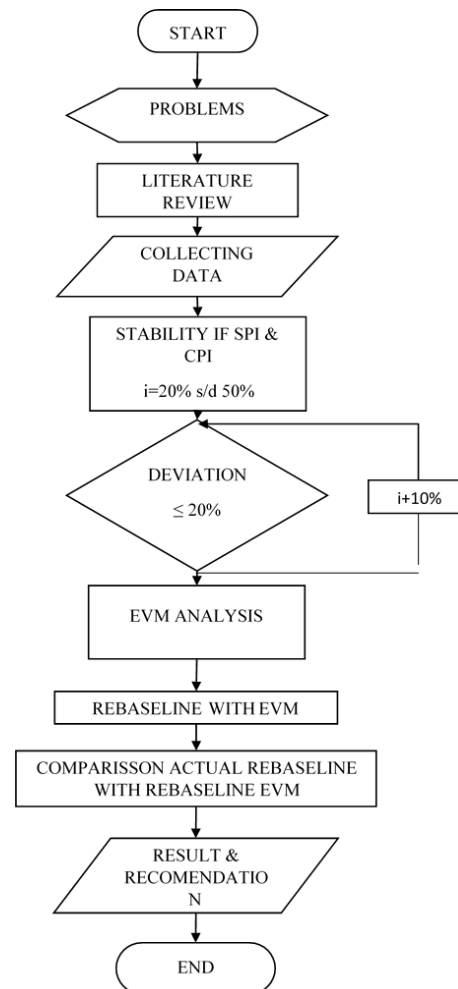 START
PROBLEMS
LITERATURE
REVIEW
COLLECTING
DATA
STABILITY IF SPI &
CPI
i=20% s/d 50%
DEVIATION
≤ 20%
i+10%
EVM ANALYSIS
REBASELINE WITH EVM
COMPARISSON ACTUAL REBASELINE
WITH REBASELINE EVM
RESULT &
RECOMENDATIO
N
END